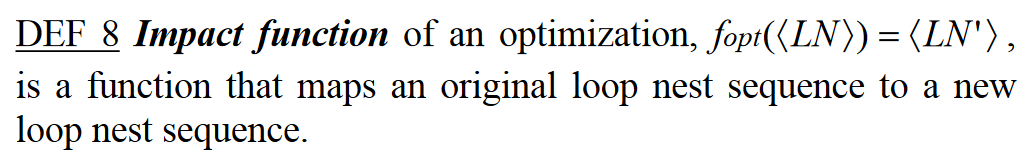 DEF 8 Impact function of an optimization, fopt(⟨LN⟩) = ⟨LN'⟩,
is a function that maps an original loop nest sequence to a new
loop nest sequence.